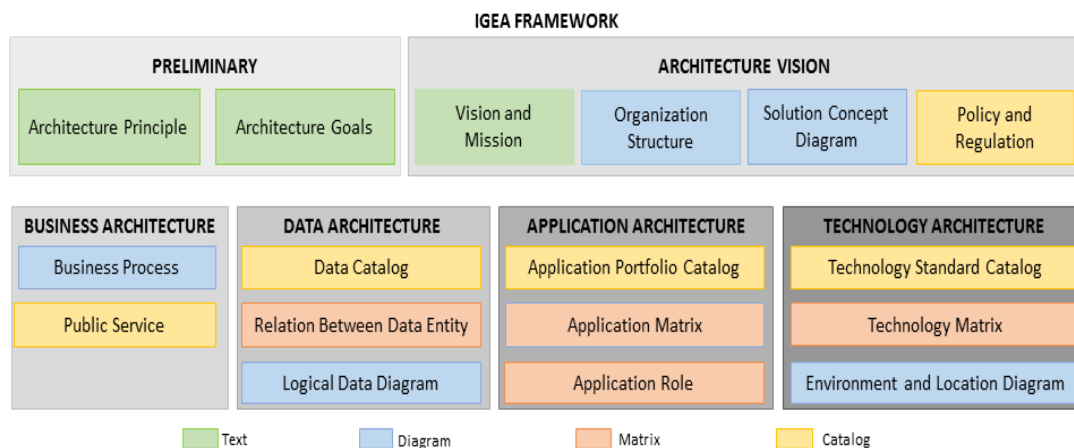 IGEA FRAMEWORK
PRELIMINARY
Architecture Principle
Architecture Goals
ARCHITECTURE VISION
Vision and
Mission
Organization
Structure
Solution Concept
Diagram
Policy and
Regulation
BUSINESS ARCHITECTURE
Business Process
Public Service
DATA ARCHITECTURE
Data Catalog
Relation Between Data Entity
Logical Data Diagram
APPLICATION ARCHITECTURE
Application Portfolio Catalog
Application Matrix
Application Role
TECHNOLOGY ARCHITECTURE
Technology Standard Catalog
Technology Matrix
Environment and Location Diagram
Text
Diagram
Matrix
Catalog